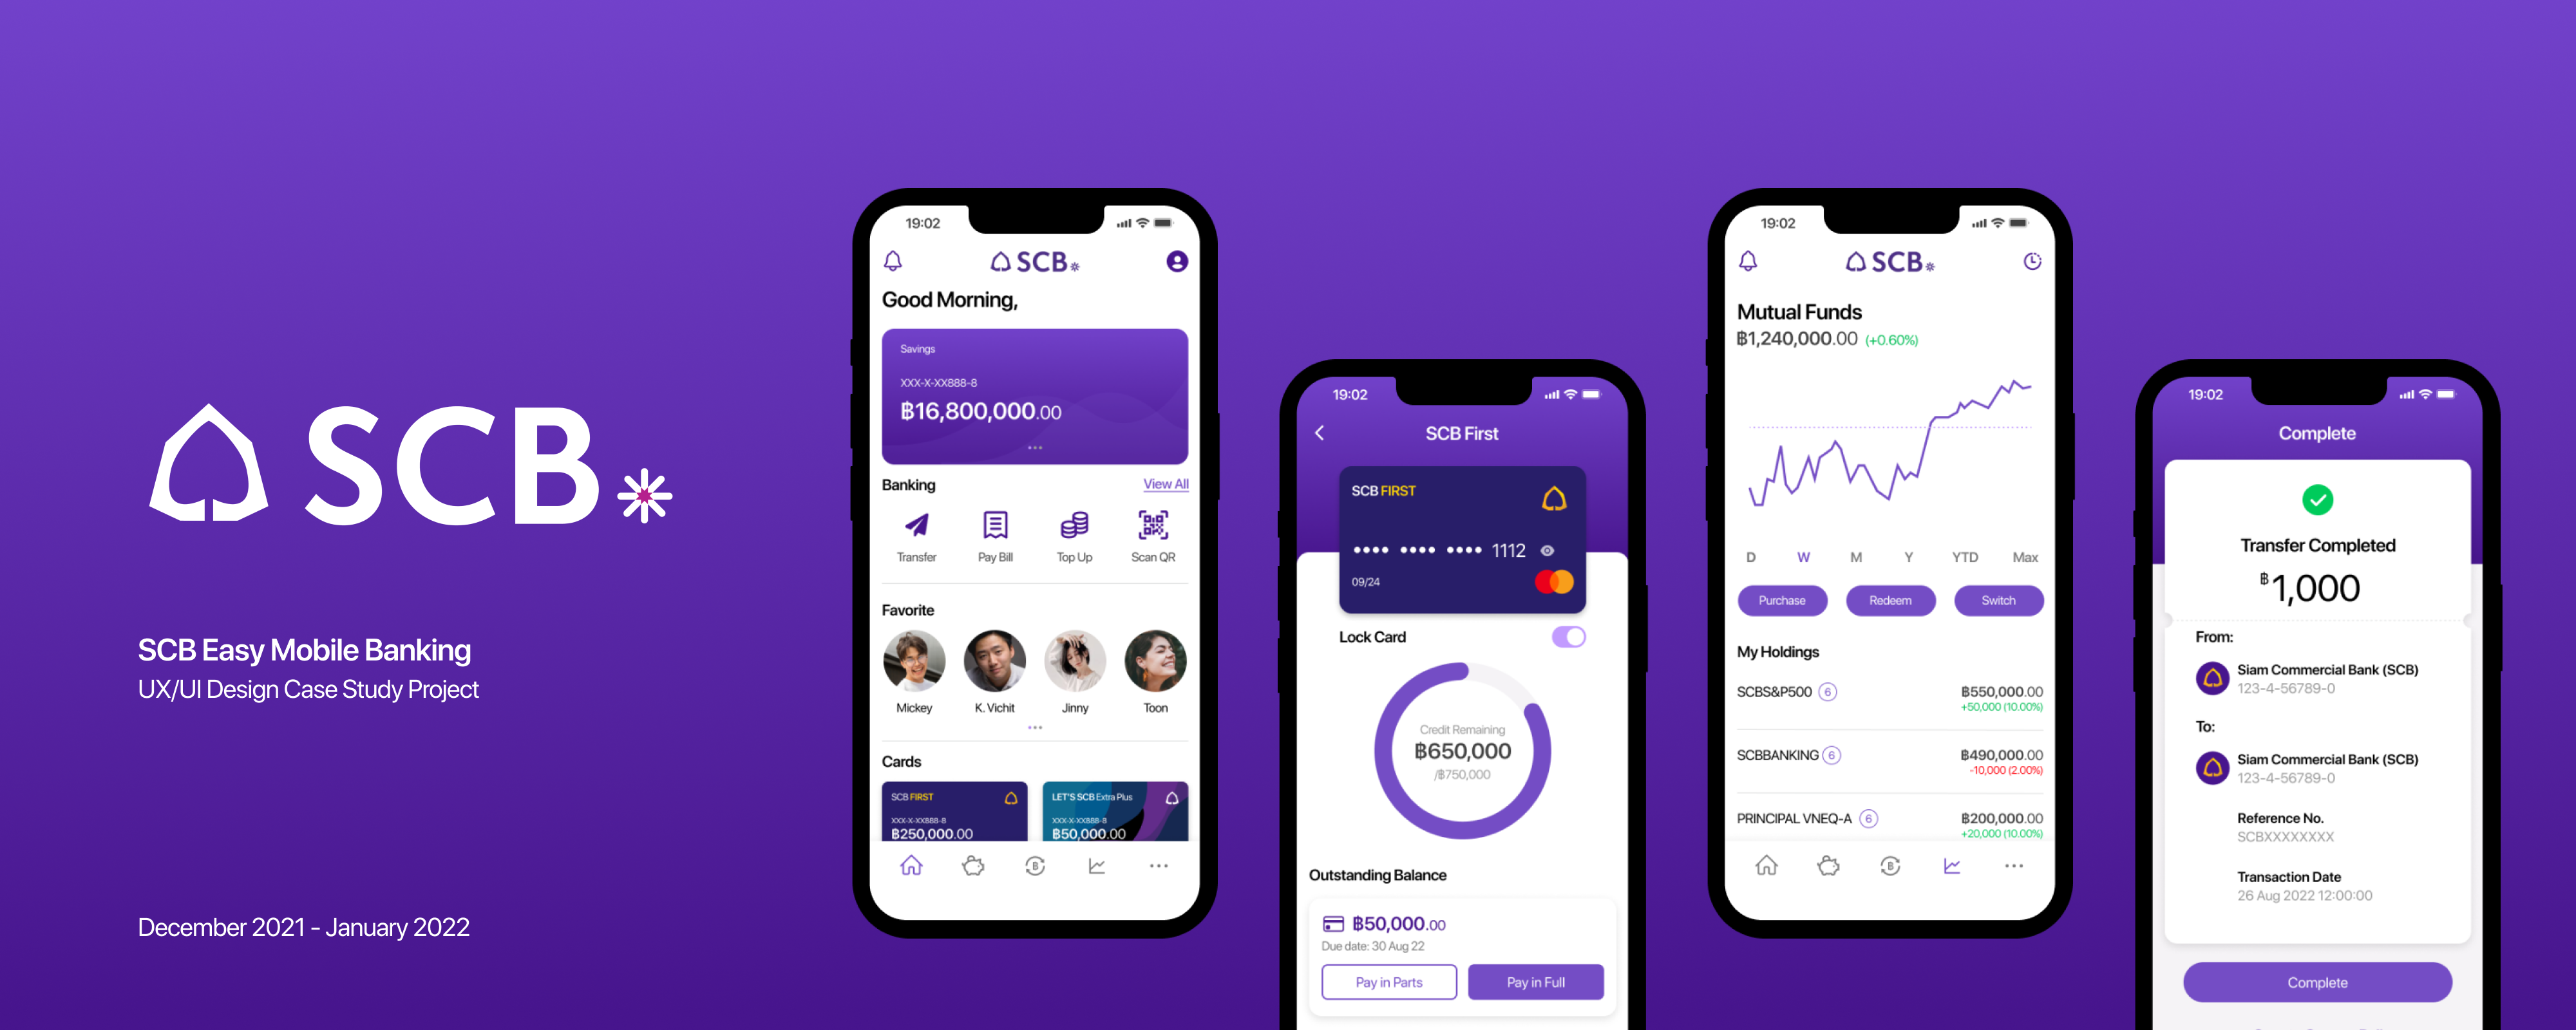 SCB
SCB Easy Mobile Banking
UX/UI Design Case Study Project
December 2021 - January 2022
19:02
SCB
Good Morning,
Savings
XXX-X-XX888-8
฿16,800,000.00
Banking
View All
Transfer
Pay Bill
Top Up
Scan QR
Favorite
Mickey
K. Vichit
Jinny
Toon
Cards
SCB FIRST
XXX-X-XX888-8
฿250,000.00
LET'S SCB Extra Plus
XXX-X-XX888-8
฿50,000.00
19:02
SCB First
SCB FIRST
•••• •••• •••• 1112
09/24
Lock Card
Credit Remaining
฿650,000
/฿750,000
Outstanding Balance
฿50,000.00
Due date: 30 Aug 22
Pay in Parts
Pay in Full
19:02
SCB
Mutual Funds
฿1,240,000.00 (+0.60%)
D W M Y YTD Max
Purchase
Redeem
Switch
My Holdings
SCBS&P500 6
฿550,000.00
+50,000 (10.00%)
SCBBANKING 6
฿490,000.00
-10,000 (2.00%)
PRINCIPAL VNEQ-A 6
฿200,000.00
+20,000 (10.00%)
19:02
Complete
Transfer Completed
฿1,000
From:
Siam Commercial Bank (SCB)
123-4-56789-0
To:
Siam Commercial Bank (SCB)
123-4-56789-0
Reference No.
SCBXXXXXXXX
Transaction Date
26 Aug 2022 12:00:00
Complete